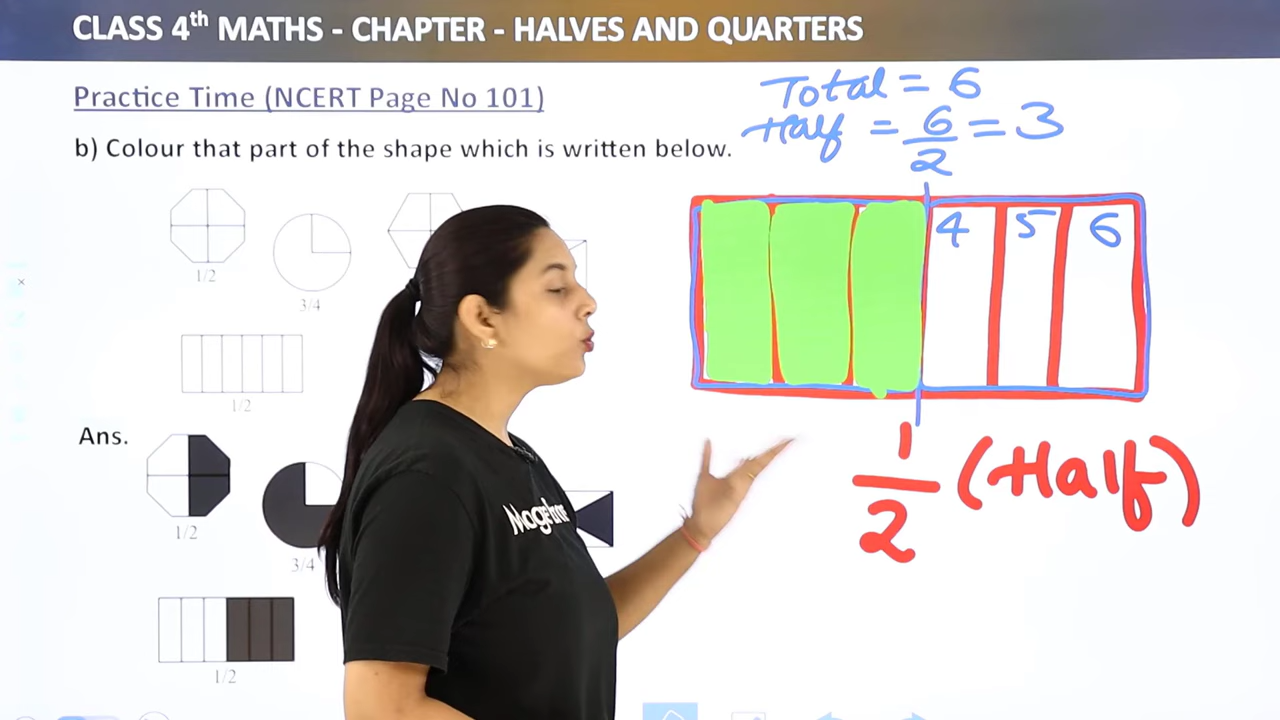 CLASS 4th MATHS - CHAPTER - HALVES AND QUARTERS
Practice Time (NCERT Page No 101)
b) Colour that part of the shape which is written below.
1/2
3/4
1/2
Ans.
1/2
3/4
1/2
Total = 6
Half = 6/2 = 3
4 5 6
1/2 (Half)